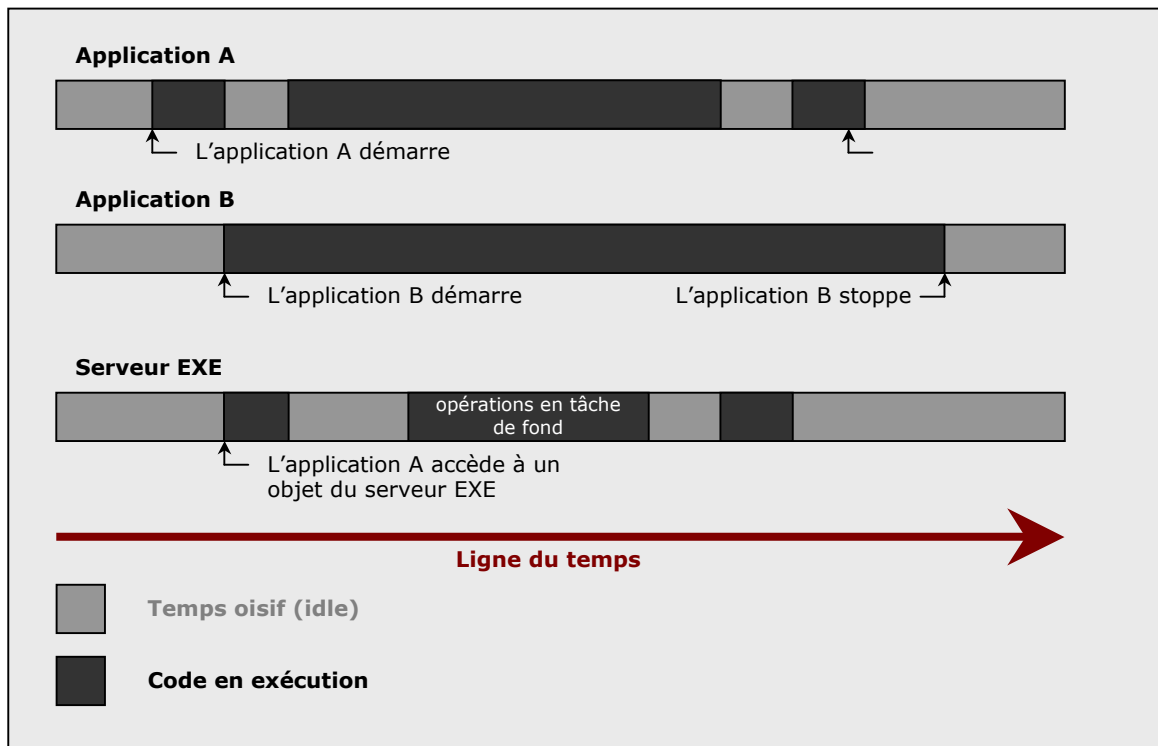 Application A
L’application A démarre
Application B
L’application B démarre
L’application B stoppe
Serveur EXE
opérations en tâche
de fond
L’application A accède à un
objet du serveur EXE
Ligne du temps
Temps oisif (idle)
Code en exécution